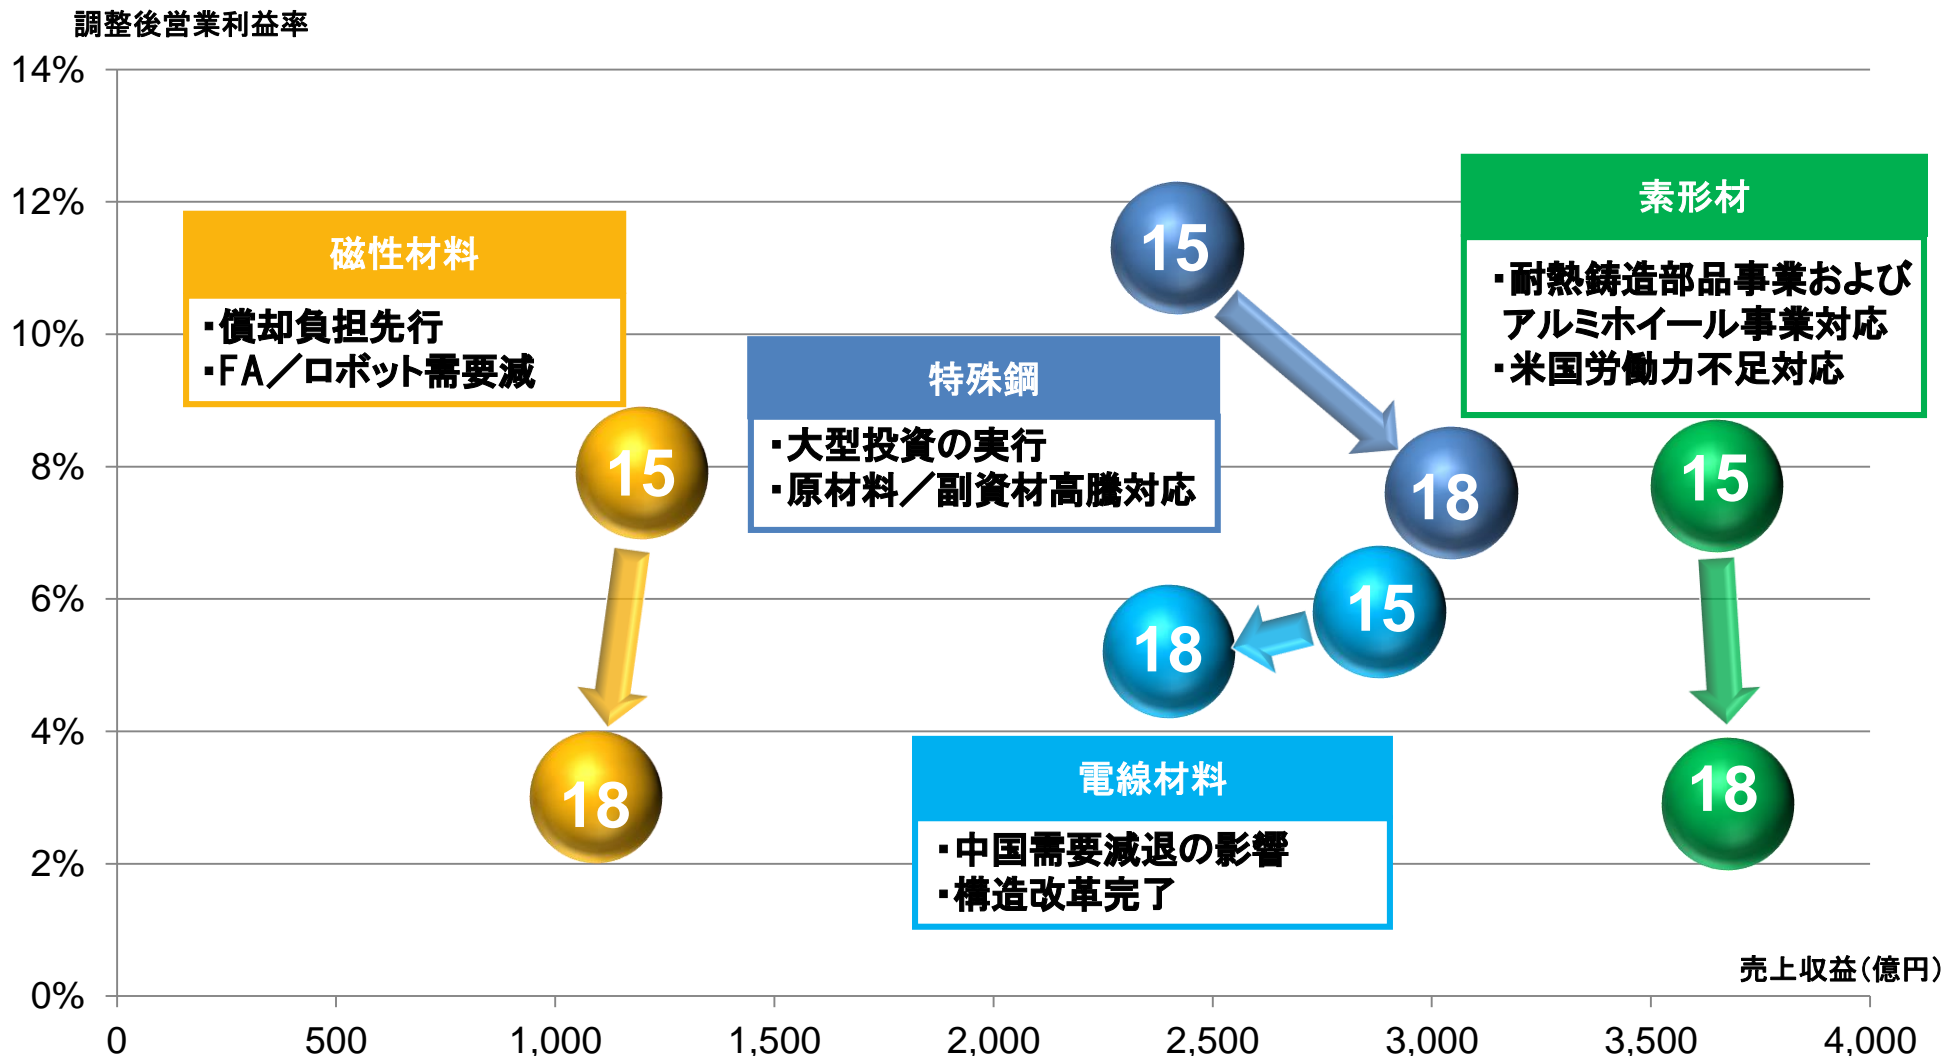 調整後営業利益率
14%
12%
10%
8%
6%
4%
2%
0%
磁性材料
・償却負担先行
・FA／ロボット需要減
15
18
特殊鋼
・大型投資の実行
・原材料／副資材高騰対応
15
18
素形材
・耐熱鋳造部品事業および
アルミホイール事業対応
・米国労働力不足対応
15
18
18
15
電線材料
・中国需要減退の影響
・構造改革完了
売上収益（億円）
0
500
1,000
1,500
2,000
2,500
3,000
3,500
4,000